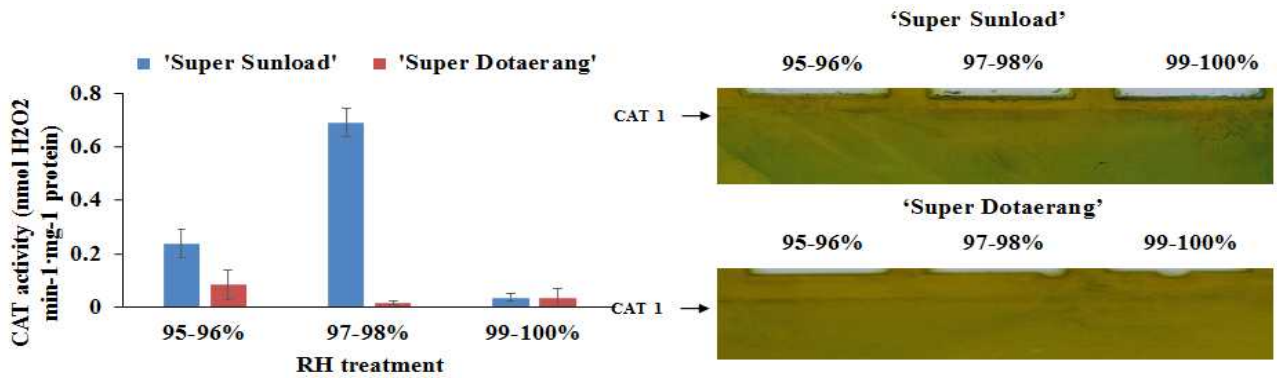 'Super Sunload' 'Super Dotaerang'
CAT activity (nmol H2O2
min-1·mg-1 protein)
0.8
0.6
0.4
0.2
0
95-96% 97-98% 99-100%
RH treatment
‘Super Sunload’
95-96% 97-98% 99-100%
CAT 1
‘Super Dotaerang’
95-96% 97-98% 99-100%
CAT 1